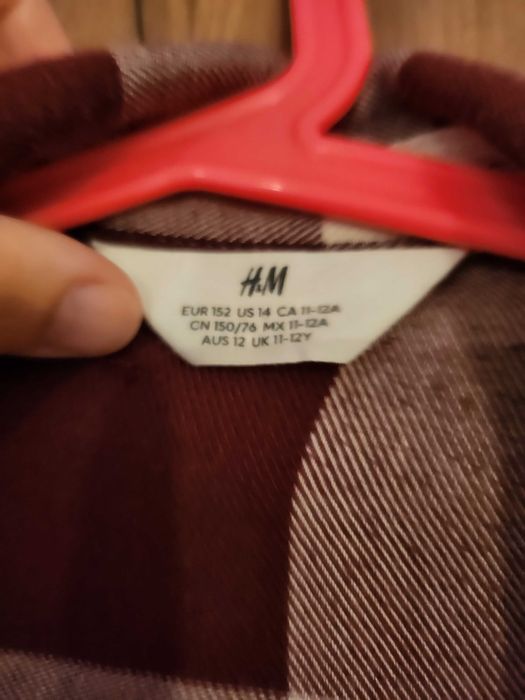 H&M
EUR 152 US 14 CA 11-12A
CN 150/76 MX 11-12A
AUS 12 UK 11-12Y